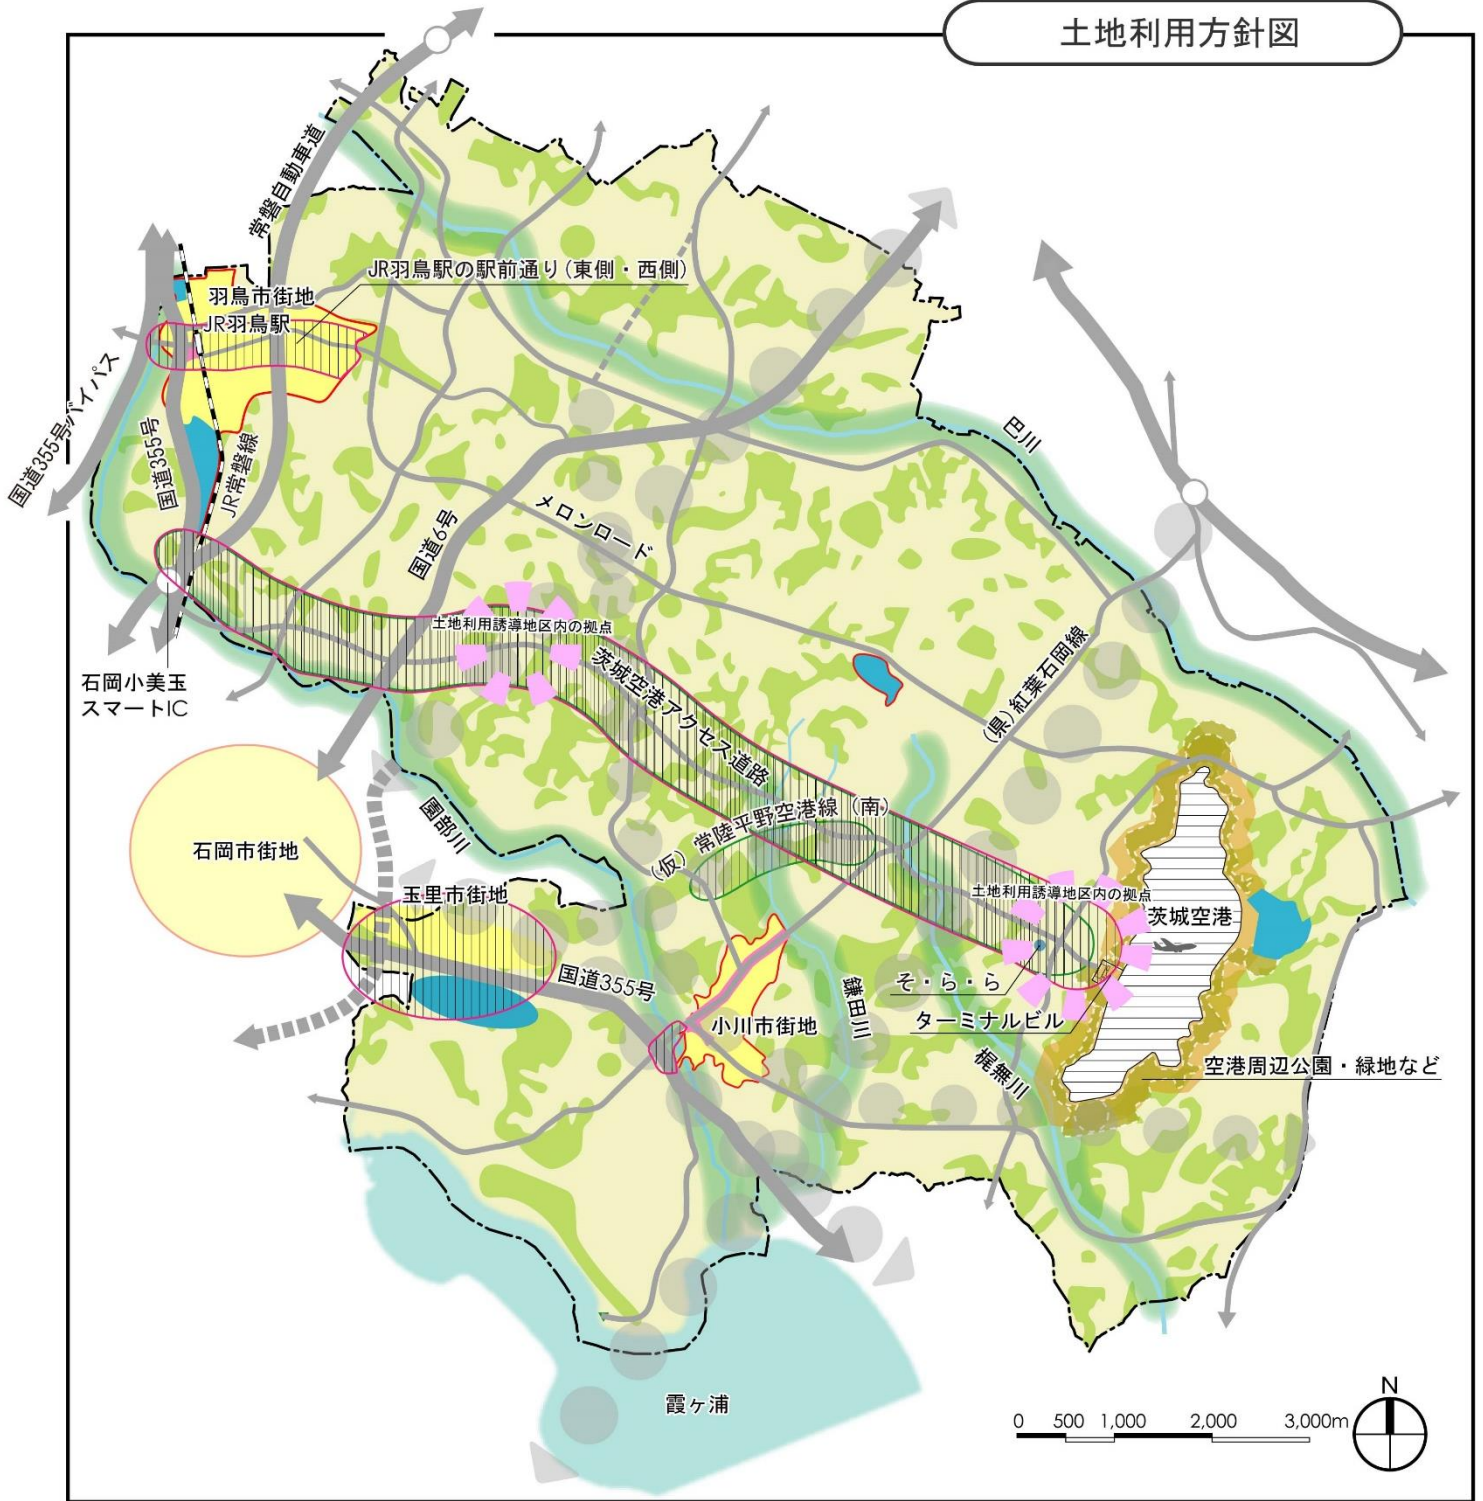 土地利用方針図
常磐自動車道
JR羽鳥駅の駅前通り(東側・西側)
羽鳥市街地
JR羽鳥駅
国道355号バイパス
国道355号
JR常磐線
巴川
国道6号
メロンロード
土地利用誘導地区内の拠点
茨城空港アクセス道路
(県)紅葉石岡線
石岡小美玉
スマートIC
園部川
(仮)常陸平野空港線(南)
石岡市街地
玉里市街地
土地利用誘導地区内の拠点
茨城空港
国道355号
そ・ら・ら
鎌田川
小川市街地
ターミナルビル
梶無川
空港周辺公園・緑地など
霞ヶ浦
N
0 500 1,000 2,000 3,000m